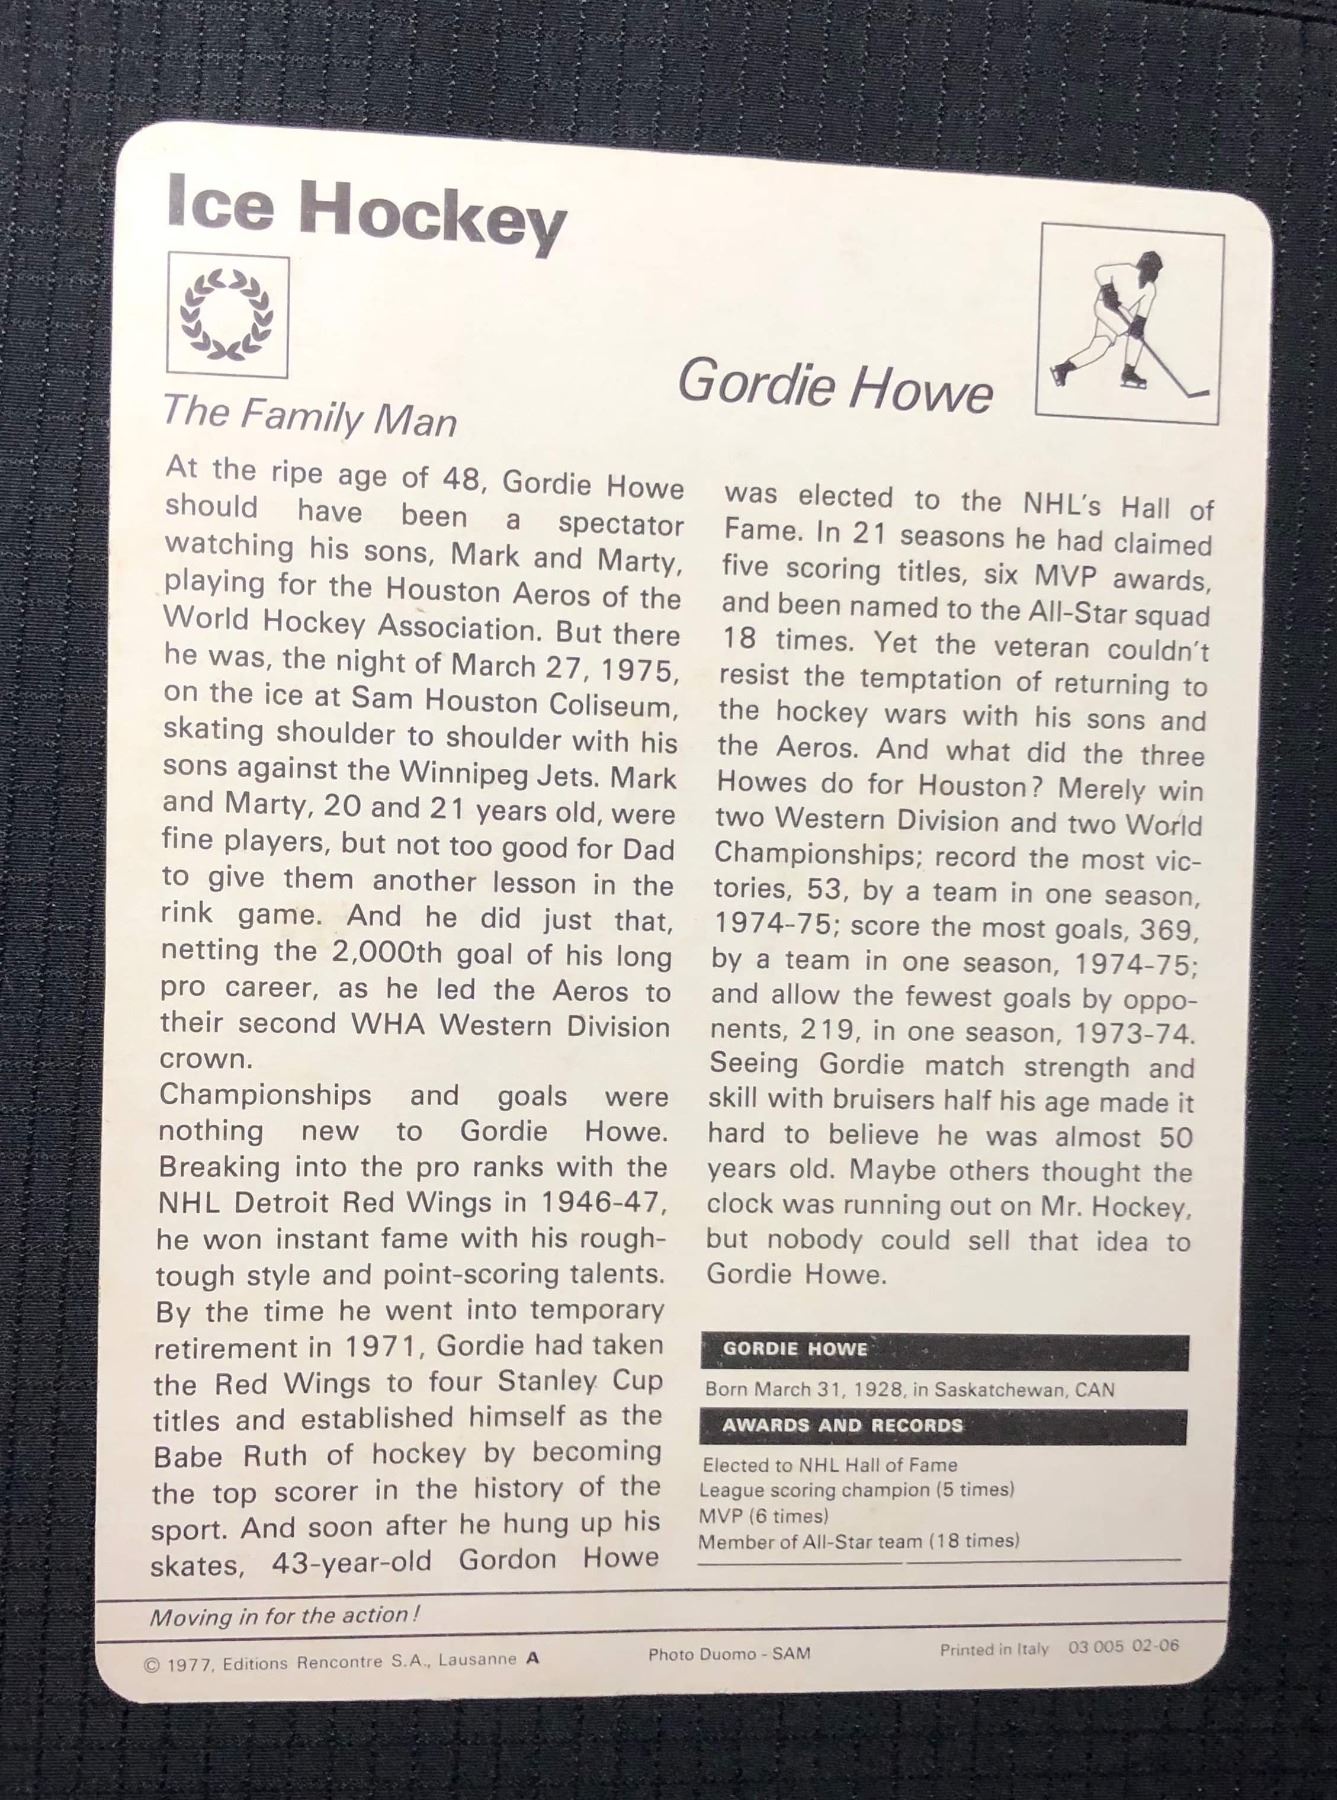 Ice Hockey
Gordie Howe
The Family Man
At the ripe age of 48, Gordie Howe
should have been a spectator
watching his sons, Mark and Marty,
playing for the Houston Aeros of the
World Hockey Association. But there
he was, the night of March 27, 1975,
on the ice at Sam Houston Coliseum,
skating shoulder to shoulder with his
sons against the Winnipeg Jets. Mark
and Marty, 20 and 21 years old, were
fine players, but not too good for Dad
to give them another lesson in the
rink game. And he did just that,
netting the 2,000th goal of his long
pro career, as he led the Aeros to
their second WHA Western Division
crown.
Championships and goals were
nothing new to Gordie Howe.
Breaking into the pro ranks with the
NHL Detroit Red Wings in 1946-47,
he won instant fame with his rough-
tough style and point-scoring talents.
By the time he went into temporary
retirement in 1971, Gordie had taken
the Red Wings to four Stanley Cup
titles and established himself as the
Babe Ruth of hockey by becoming
the top scorer in the history of the
sport. And soon after he hung up his
skates, 43-year-old Gordon Howe
was elected to the NHL's Hall of
Fame. In 21 seasons he had claimed
five scoring titles, six MVP awards,
and been named to the All-Star squad
18 times. Yet the veteran couldn't
resist the temptation of returning to
the hockey wars with his sons and
the Aeros. And what did the three
Howes do for Houston? Merely win
two Western Division and two World
Championships; record the most vic-
tories, 53, by a team in one season,
1974-75; score the most goals, 369,
by a team in one season, 1974-75;
and allow the fewest goals by oppo-
nents, 219, in one season, 1973-74.
Seeing Gordie match strength and
skill with bruisers half his age made it
hard to believe he was almost 50
years old. Maybe others thought the
clock was running out on Mr. Hockey,
but nobody could sell that idea to
Gordie Howe.
GORDIE HOWE
Born March 31, 1928, in Saskatchewan, CAN
AWARDS AND RECORDS
Elected to NHL Hall of Fame
League scoring champion (5 times)
MVP (6 times)
Member of All-Star team (18 times)
Moving in for the action!
© 1977, Editions Rencontre S.A., Lausanne A
Photo Duomo - SAM
Printed in Italy 03 005 02-06